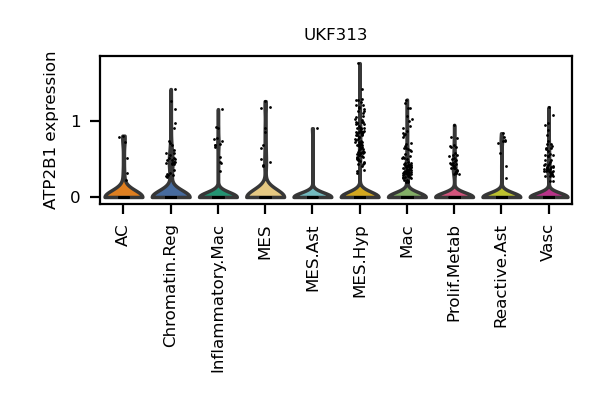 UKF313
ATP2B1 expression
1
0
AC
Chromatin.Reg
Inflammatory.Mac
MES
MES.Ast
MES.Hyp
Mac
Prolif.Metab
Reactive.Ast
Vasc